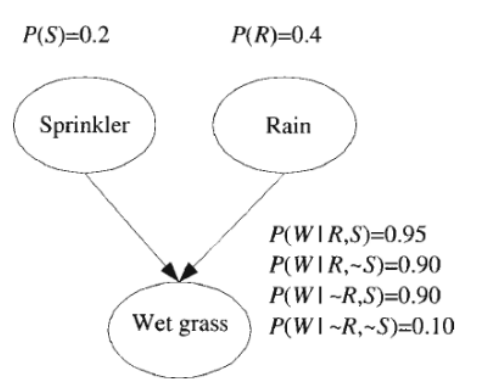 P(S)=0.2
P(R)=0.4
Sprinkler
Rain
P(W | R,S)=0.95
P(W | R,~S)=0.90
P(W | ~R,S)=0.90
P(W | ~R,~S)=0.10
Wet grass